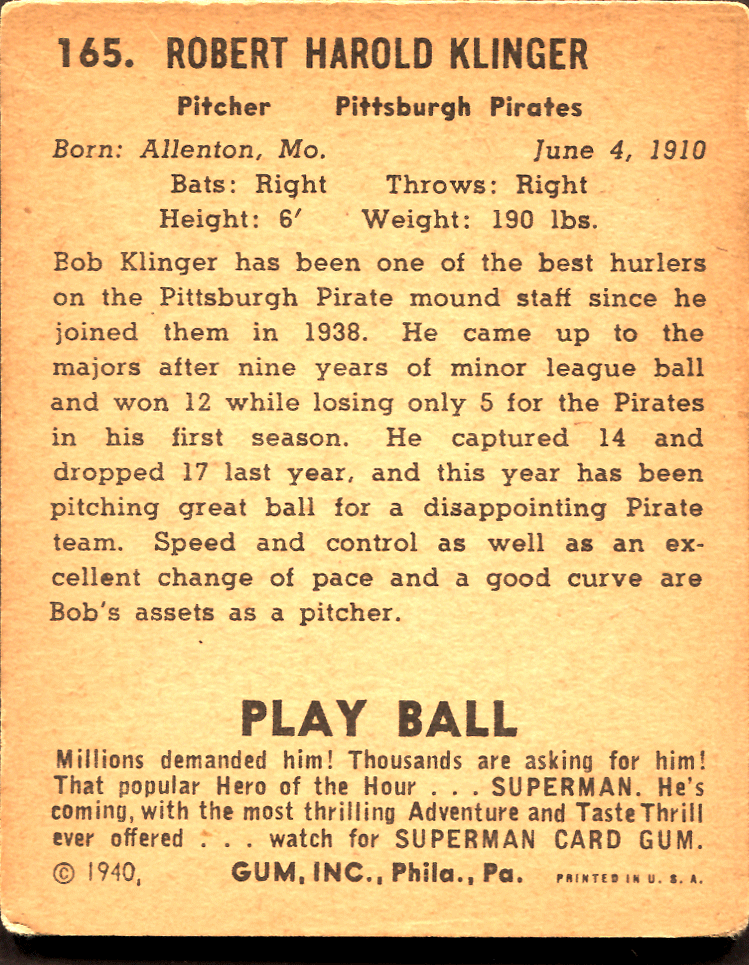 165. ROBERT HAROLD KLINGER
Pitcher Pittsburgh Pirates
Born: Allenton, Mo. June 4, 1910
Bats: Right Throws: Right
Height: 6' Weight: 190 lbs.
Bob Klinger has been one of the best hurlers
on the Pittsburgh Pirate mound staff since he
joined them in 1938. He came up to the
majors after nine years of minor league ball
and won 12 while losing only 5 for the Pirates
in his first season. He captured 14 and
dropped 17 last year, and this year has been
pitching great ball for a disappointing Pirate
team. Speed and control as well as an ex-
cellent change of pace and a good curve are
Bob's assets as a pitcher.
PLAY BALL
Millions demanded him! Thousands are asking for him!
That popular Hero of the Hour . . . SUPERMAN. He's
coming, with the most thrilling Adventure and Taste Thrill
ever offered . . . watch for SUPERMAN CARD GUM.
© 1940, GUM, INC., Phila., Pa. PRINTED IN U. S. A.